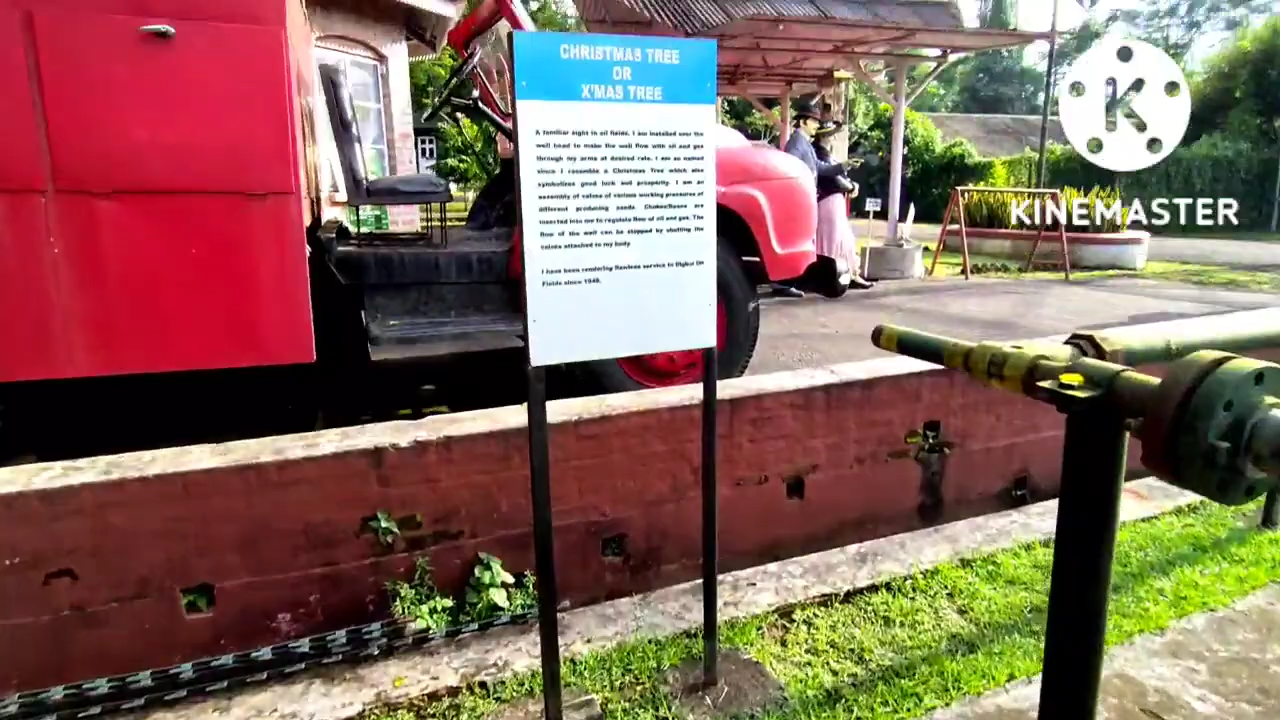 CHRISTMAS TREE
OR
X'MAS TREE
A familiar sight in oil fields. I am installed over the
well head to make the well flow with oil and gas
through my arms at desired rate. I am so named
since I resemble a Christmas Tree which also
symbolizes good luck and prosperity. I am an
assembly of valves of various working pressures of
different producing sands. Chokes/Beans are
inserted into me to regulate flow of oil and gas. The
flow of the well can be stopped by shutting the
valves attached to my body.
I have been rendering flawless service to Digboi Oil
Fields since
K
KINEMASTER